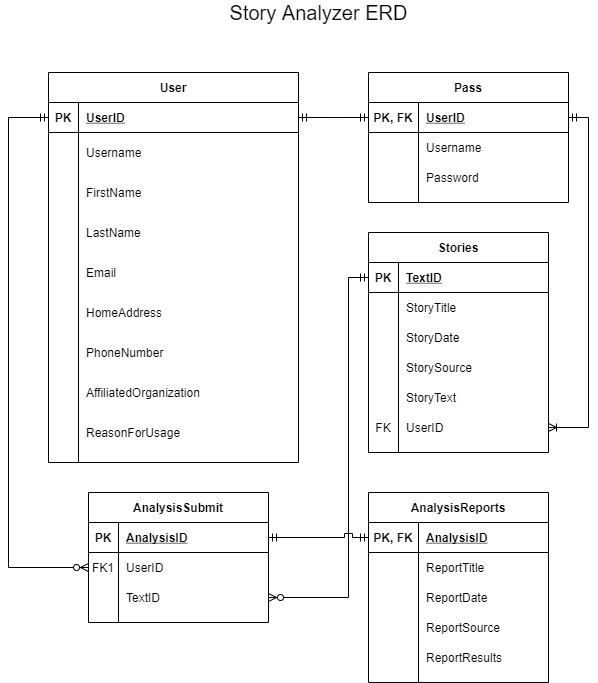 Story Analyzer ERD
User
PK UserID
Username
FirstName
LastName
Email
HomeAddress
PhoneNumber
AffiliatedOrganization
ReasonForUsage
Pass
PK, FK UserID
Username
Password
Stories
PK TextID
StoryTitle
StoryDate
StorySource
StoryText
FK UserID
AnalysisSubmit
PK AnalysisID
FK1 UserID
TextID
AnalysisReports
PK, FK AnalysisID
ReportTitle
ReportDate
ReportSource
ReportResults